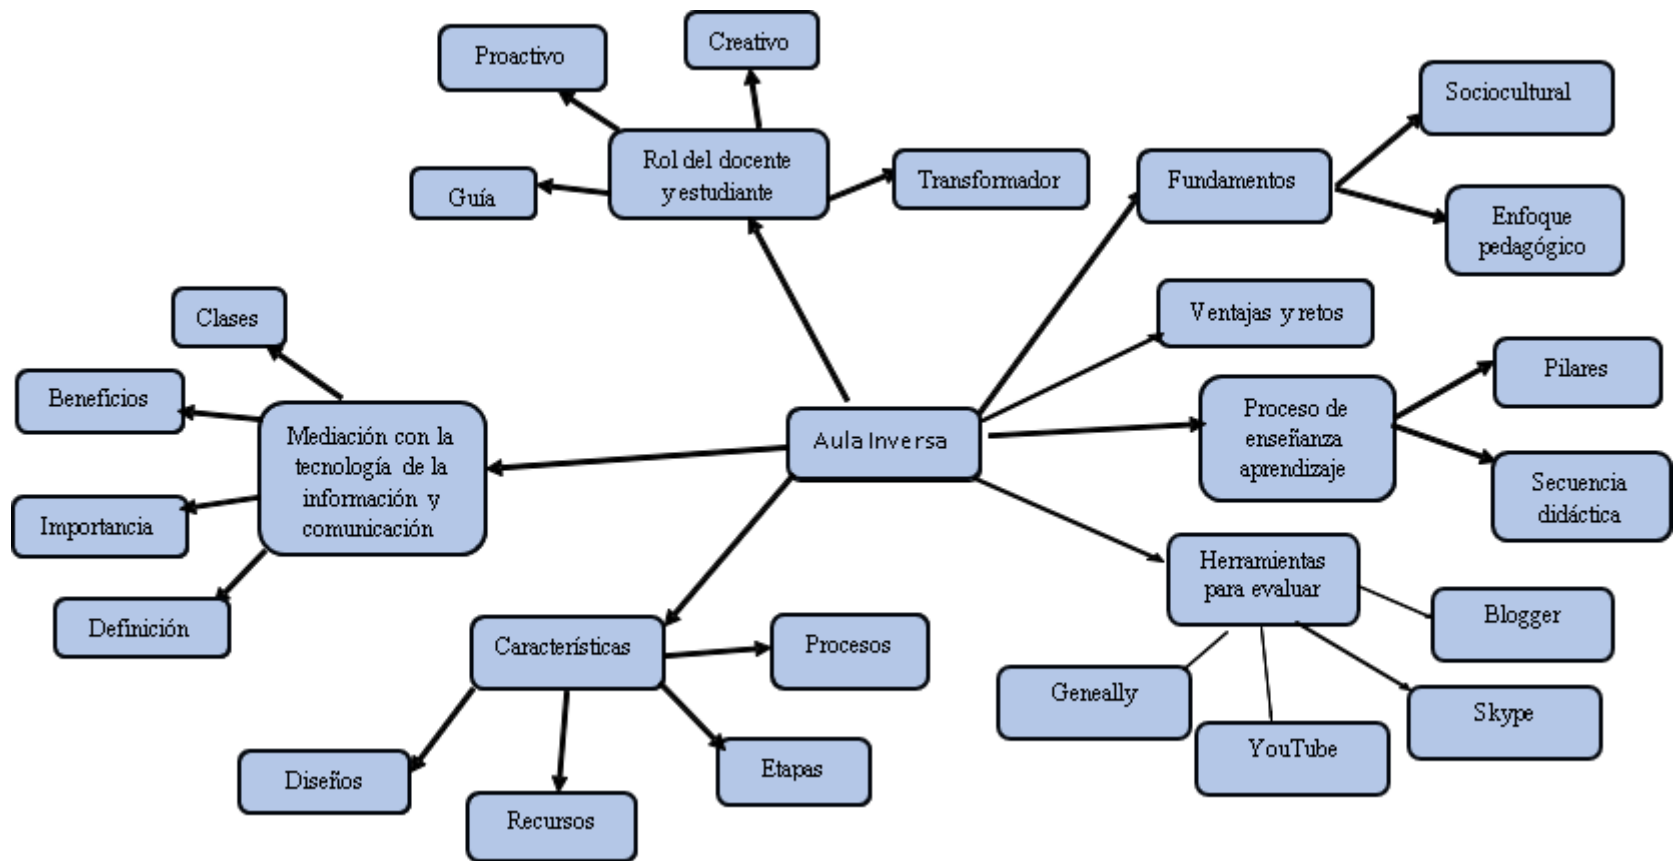 Creativo
Proactivo
Sociocultural
Rol del docente
y estudiante
Transformador
Fundamentos
Guía
Enfoque
pedagógico
Clases
Ventajas y retos
Pilares
Beneficios
Proceso de
enseñanza
aprendizaje
Mediación con la
tecnología de la
información y
comunicación
Aula Inversa
Secuencia
didáctica
Importancia
Herramientas
para evaluar
Definición
Blogger
Características
Procesos
Geneally
Skype
YouTube
Etapas
Diseños
Recursos